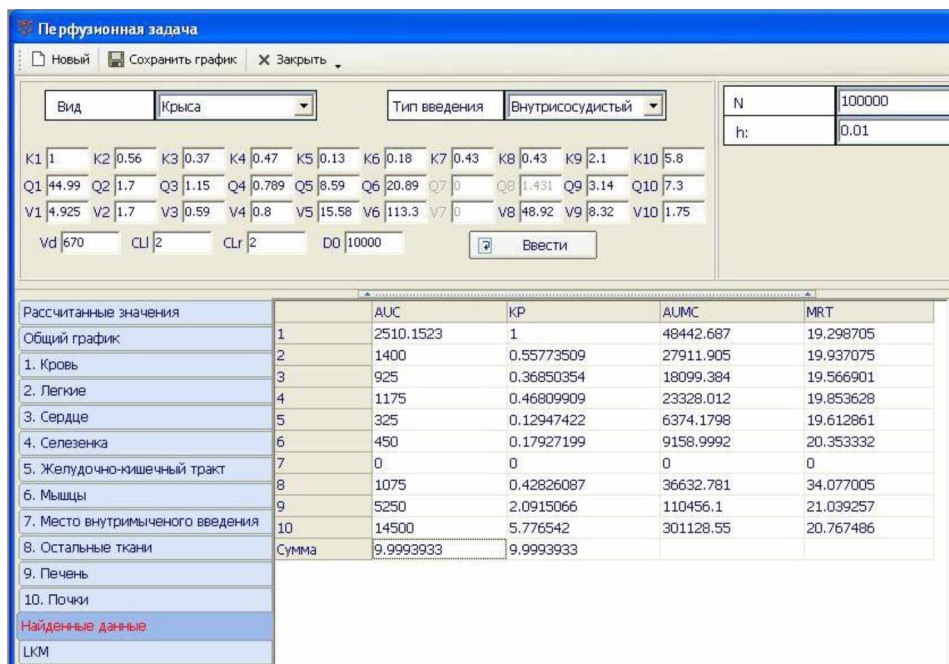 Перфузионная задача
Новый Сохранить график Закрыть
Вид Крыса Тип введения Внутрисосудистый N 100000
h: 0.01
K1 1 K2 0.56 K3 0.37 K4 0.47 K5 0.13 K6 0.18 K7 0.43 K8 0.43 K9 2.1 K10 5.8
Q1 44.99 Q2 1.7 Q3 1.15 Q4 0.789 Q5 8.59 Q6 20.89 Q7 0 Q8 1.431 Q9 3.14 Q10 7.3
V1 4.925 V2 1.7 V3 0.59 V4 0.8 V5 15.58 V6 113.3 V7 0 V8 48.92 V9 8.32 V10 1.75
Vd 670 CLl 2 CLr 2 D0 10000 Ввести
Рассчитанные значения
Общий график
1. Кровь
2. Легкие
3. Сердце
4. Селезенка
5. Желудочно-кишечный тракт
6. Мышцы
7. Место внутримыченого введения
8. Остальные ткани
9. Печень
10. Почки
Найденные данные
LKM
AUC KP AUMC MRT
1 2510.1523 1 48442.687 19.298705
2 1400 0.55773509 27911.905 19.937075
3 925 0.36850354 18099.384 19.566901
4 1175 0.46809909 23328.012 19.853628
5 325 0.12947422 6374.1798 19.612861
6 450 0.17927199 9158.9992 20.353332
7 0 0 0 0
8 1075 0.42826087 36632.781 34.077005
9 5250 2.0915066 110456.1 21.039257
10 14500 5.776542 301128.55 20.767486
Сумма 9.9993933 9.9993933